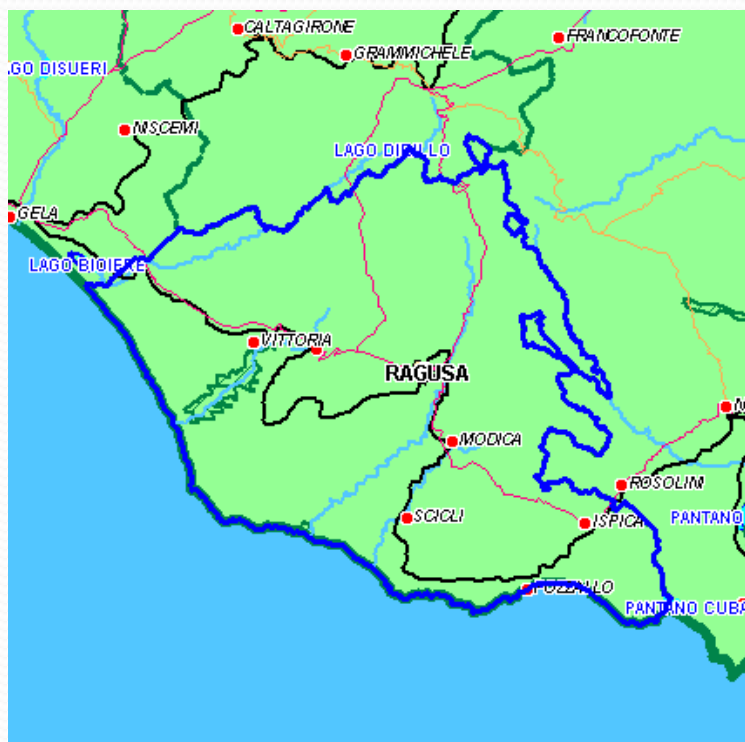 CALTAGIRONE
FRANCOFONTE
GRAMMICHELE
AGO DISUERI
NISCEMI
LAGO DIRILLO
GELA
LAGO BIOIERE
VITTORIA
RAGUSA
N
MODICA
ROSOLINI
SCICLI
ISPICA
PANTANO
POZZALLO
PANTANO CUBA